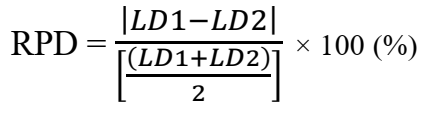 RPD = |LD1−LD2| / [(LD1+LD2) / 2] × 100 (%)